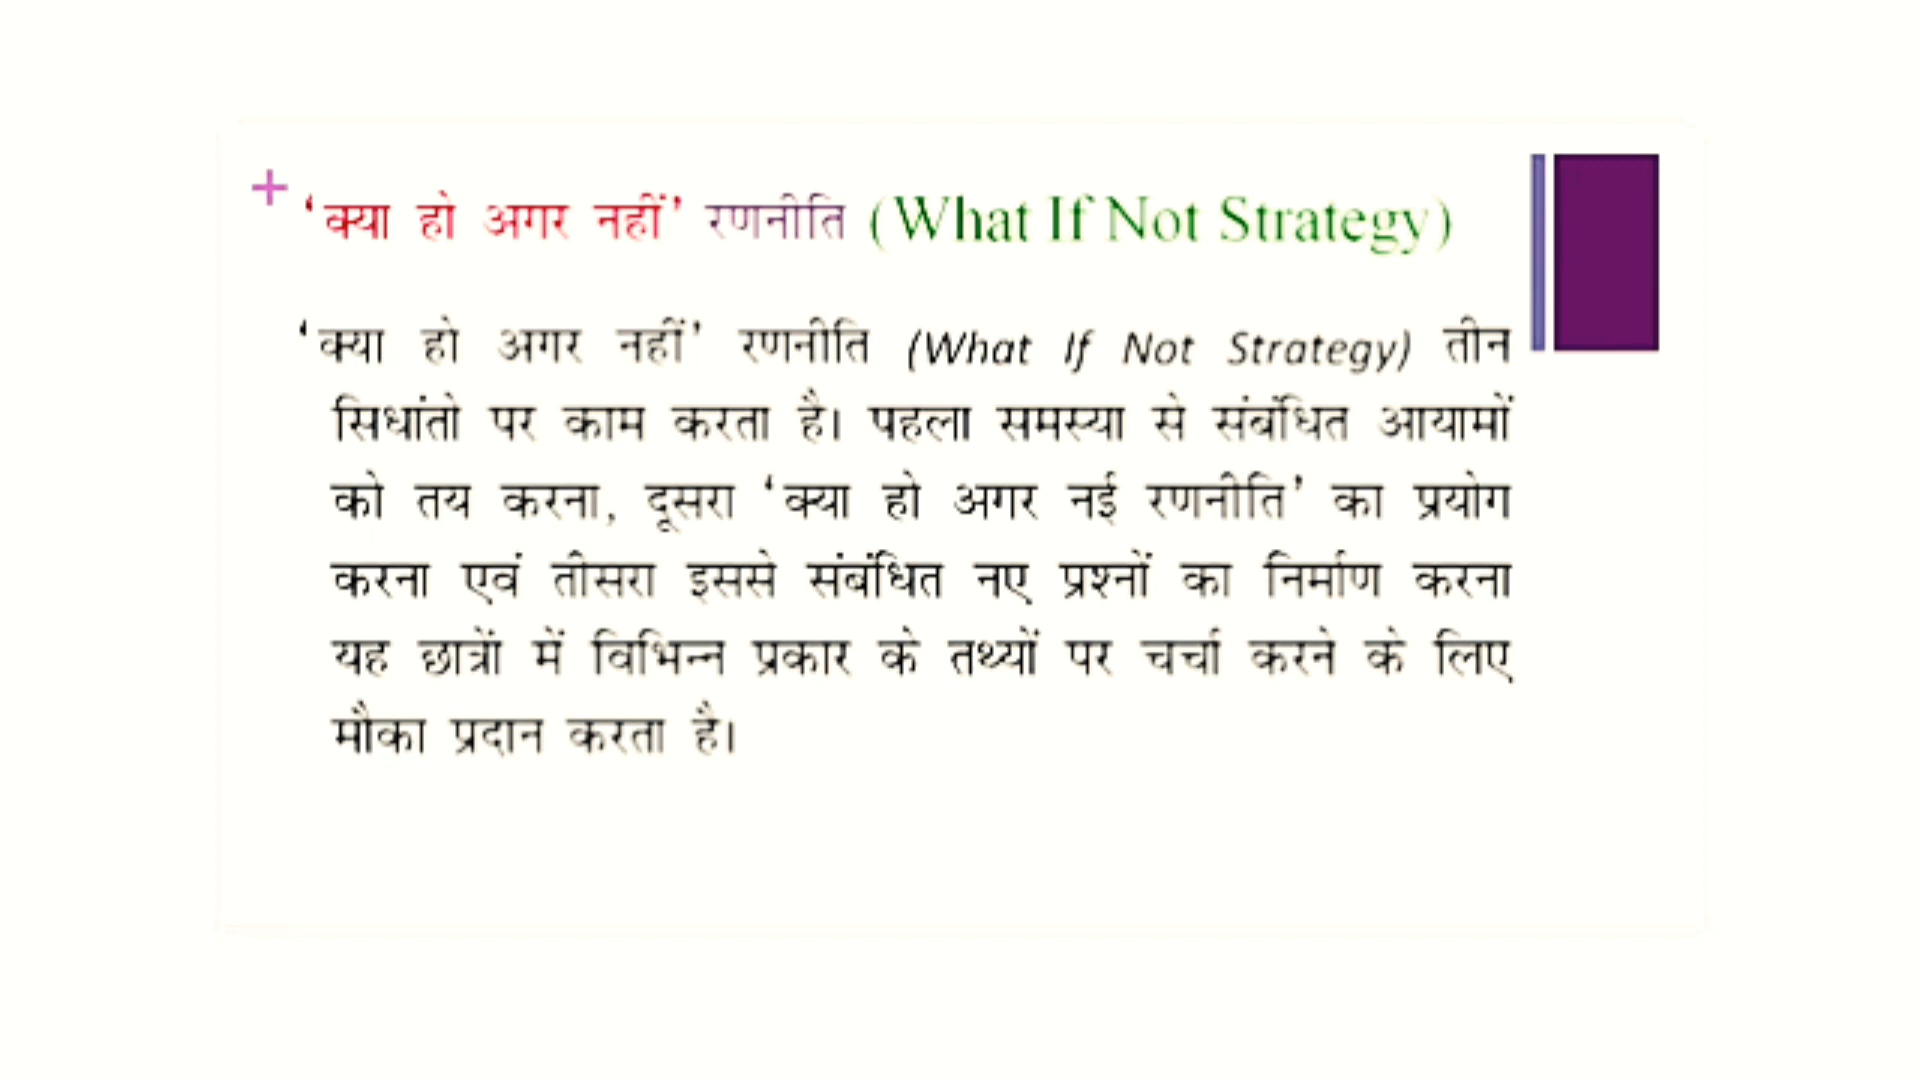 ‘क्या हो अगर नहीं’ रणनीति (What If Not Strategy)
‘क्या हो अगर नहीं’ रणनीति (What If Not Strategy) तीन
सिधांतो पर काम करता है। पहला समस्या से संबंधित आयामों
को तय करना, दूसरा ‘क्या हो अगर नई रणनीति’ का प्रयोग
करना एवं तीसरा इससे संबंधित नए प्रश्नों का निर्माण करना
यह छात्रों में विभिन्न प्रकार के तथ्यों पर चर्चा करने के लिए
मौका प्रदान करता है।